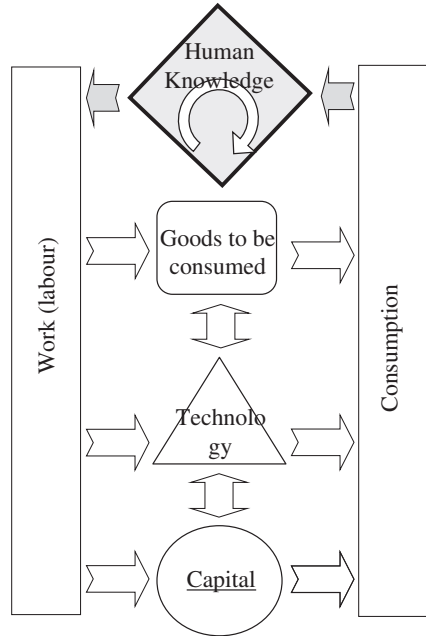 Human
Knowledge
Work (labour)
Goods to be
consumed
Consumption
Technolo
gy
Capital